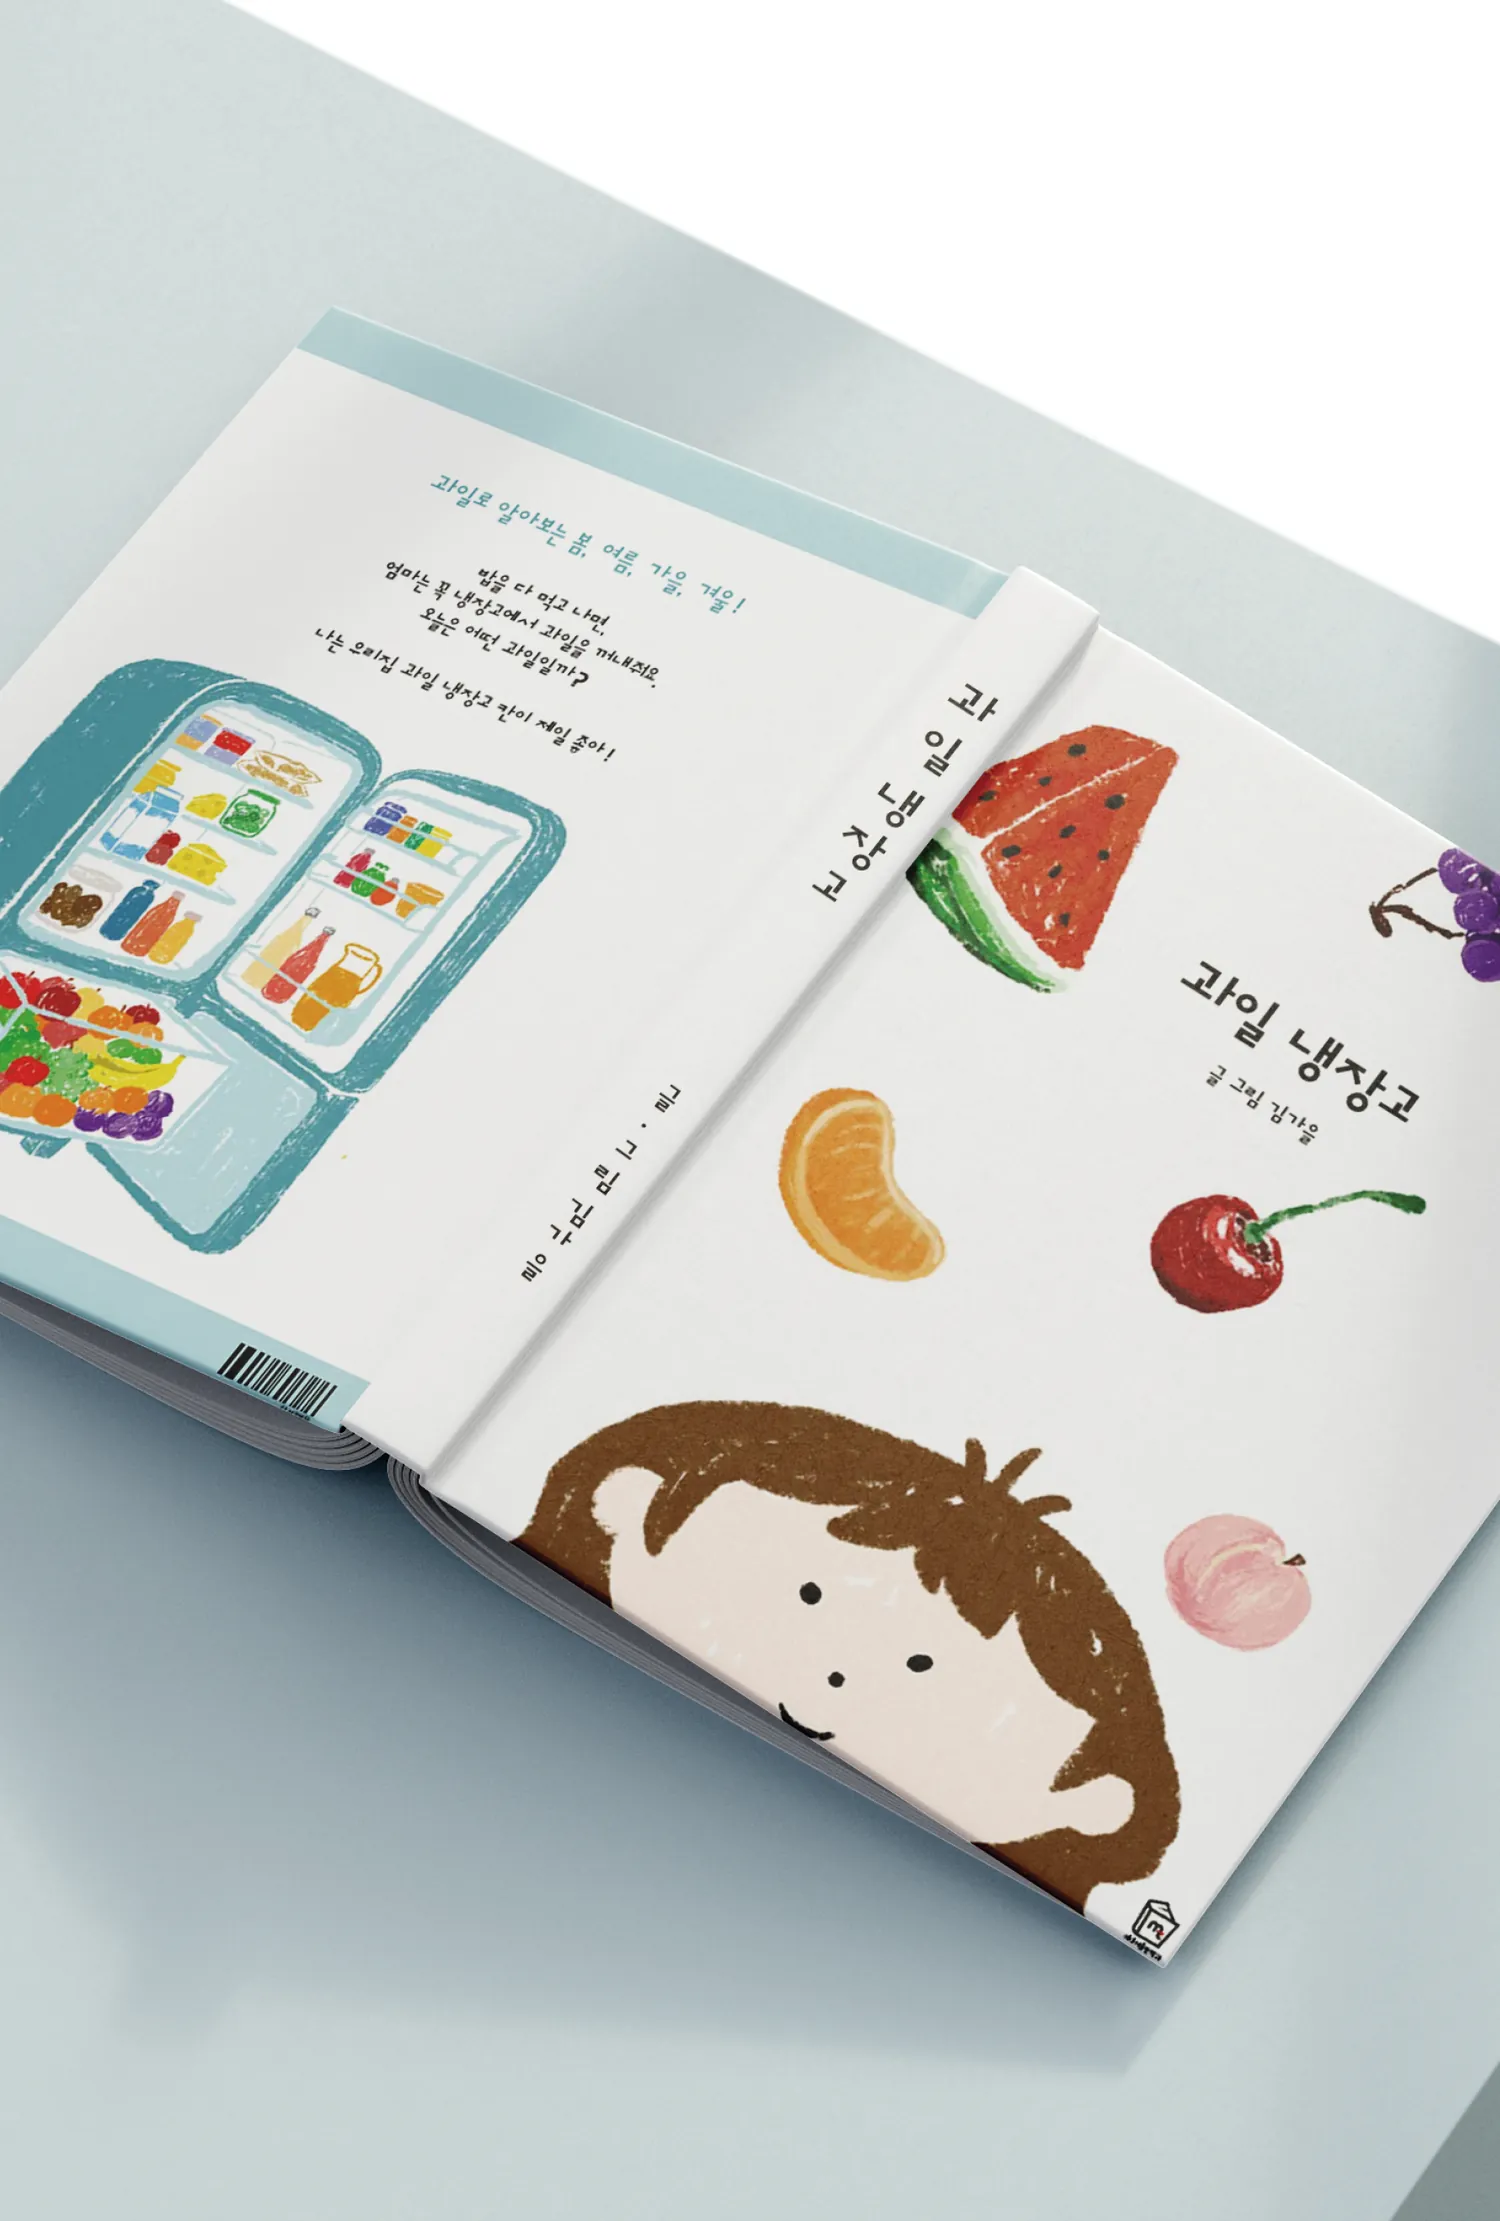 과일로 알아보는 봄, 여름, 가을, 겨울!
밥을 다 먹고 나면,
엄마는 꼭 냉장고에서 과일을 꺼내줘요.
오늘은 어떤 과일일까?
나는 우리집 과일 냉장고 칸이 제일 좋아!
과일 냉장고
글·그림 김가을
과일 냉장고
글 그림 김가을